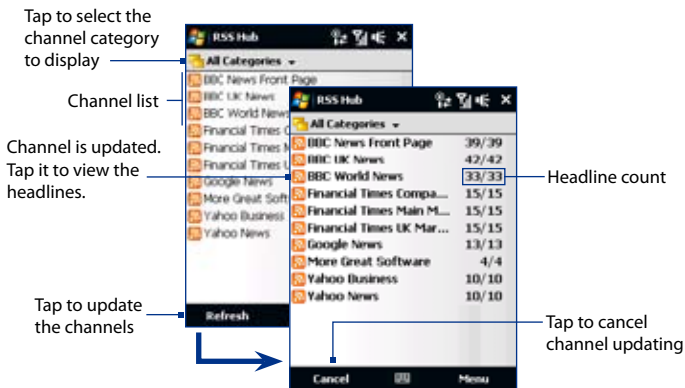 Tap to select the
channel category
to display
Channel list
Channel is updated.
Tap it to view the
headlines.
Tap to update
the channels
RSS Hub
All Categories
BBC News Front Page
BBC UK News
BBC World News
Financial Times
Financial Times
Financial Times
Google News
More Great Soft
Yahoo Business
Yahoo News
Refresh
RSS Hub
All Categories
BBC News Front Page 39/39
BBC UK News 42/42
BBC World News 33/33
Financial Times Compa... 15/15
Financial Times Main M... 15/15
Financial Times UK Mar... 15/15
Google News 13/13
More Great Software 4/4
Yahoo Business 10/10
Yahoo News 10/10
Cancel Menu
Headline count
Tap to cancel
channel updating